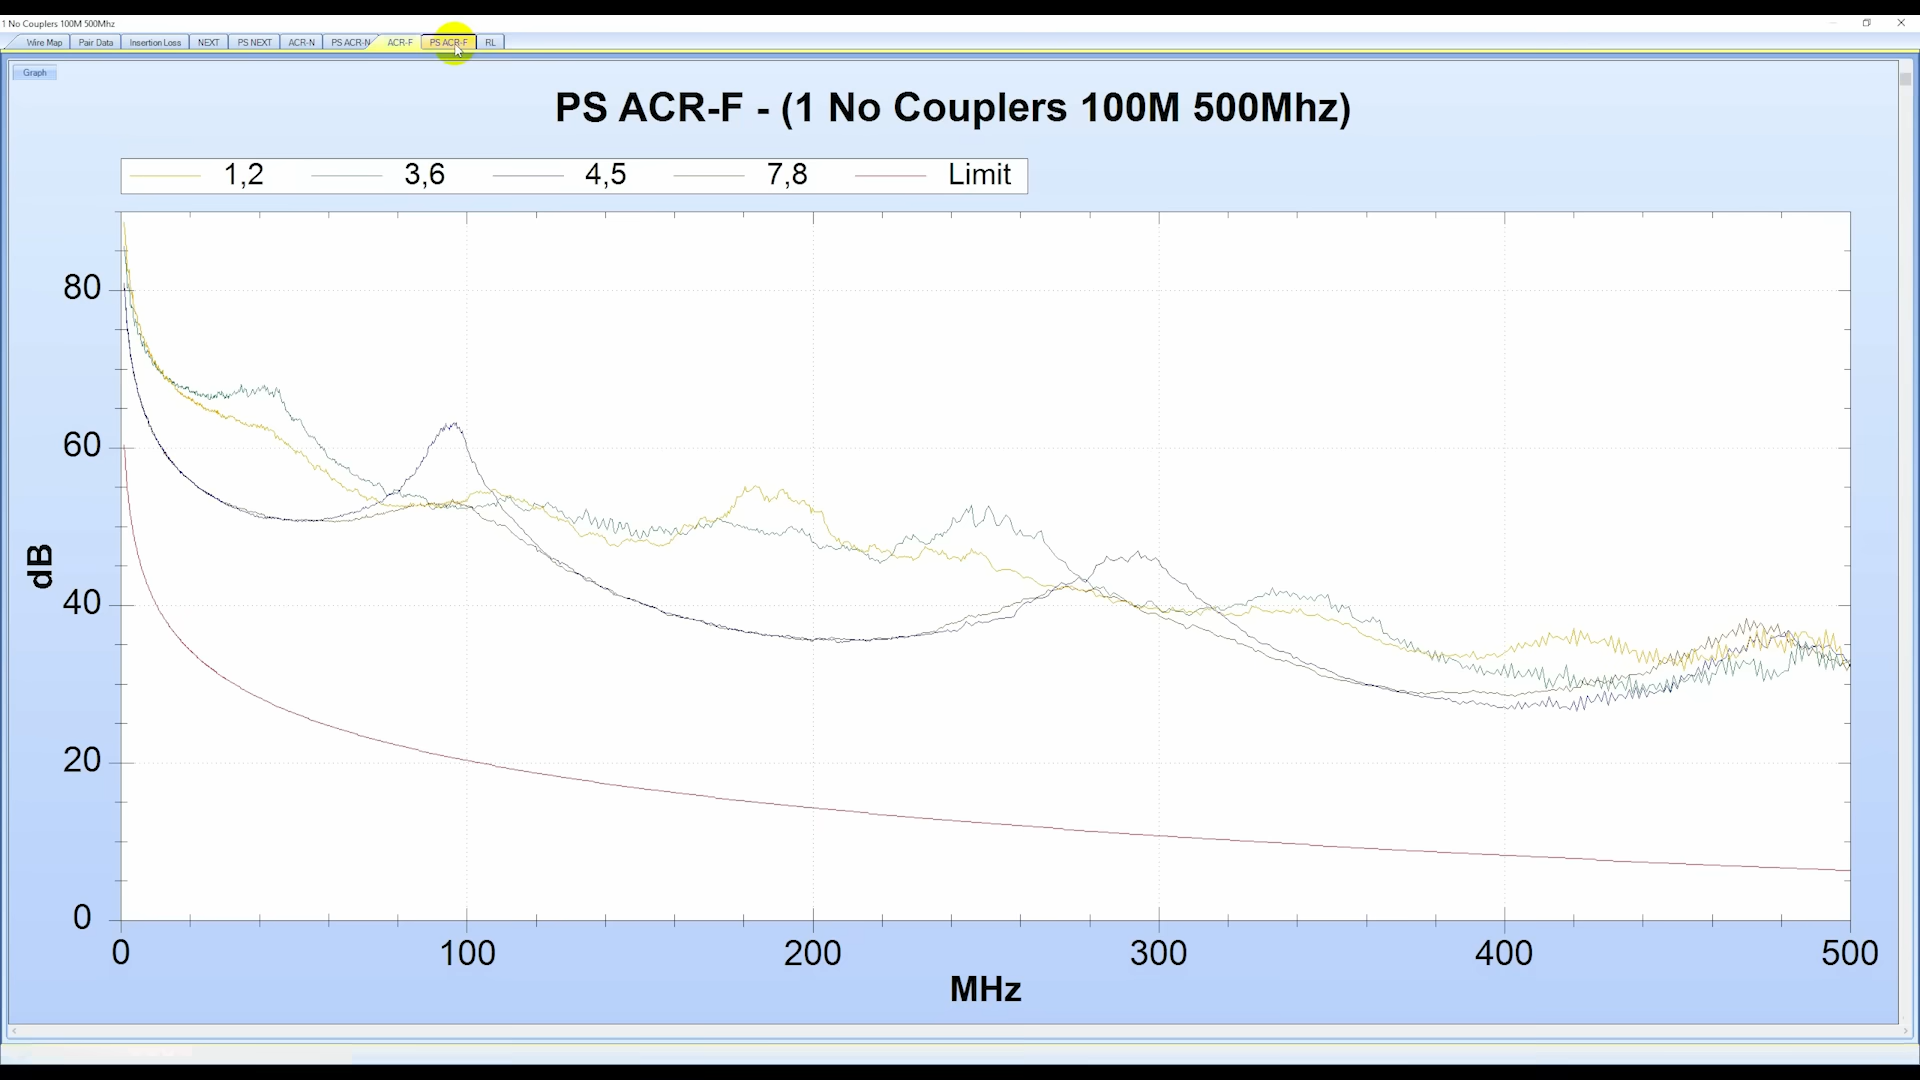 1 No Couplers 100M 500Mhz
Wire Map Pair Data Insertion Loss NEXT PS NEXT ACR-N PS ACR-N ACR-F PS ACR-F RL
Graph
PS ACR-F - (1 No Couplers 100M 500Mhz)
1,2 3,6 4,5 7,8 Limit
80
60
40
20
0
dB
0 100 200 300 400 500
MHz